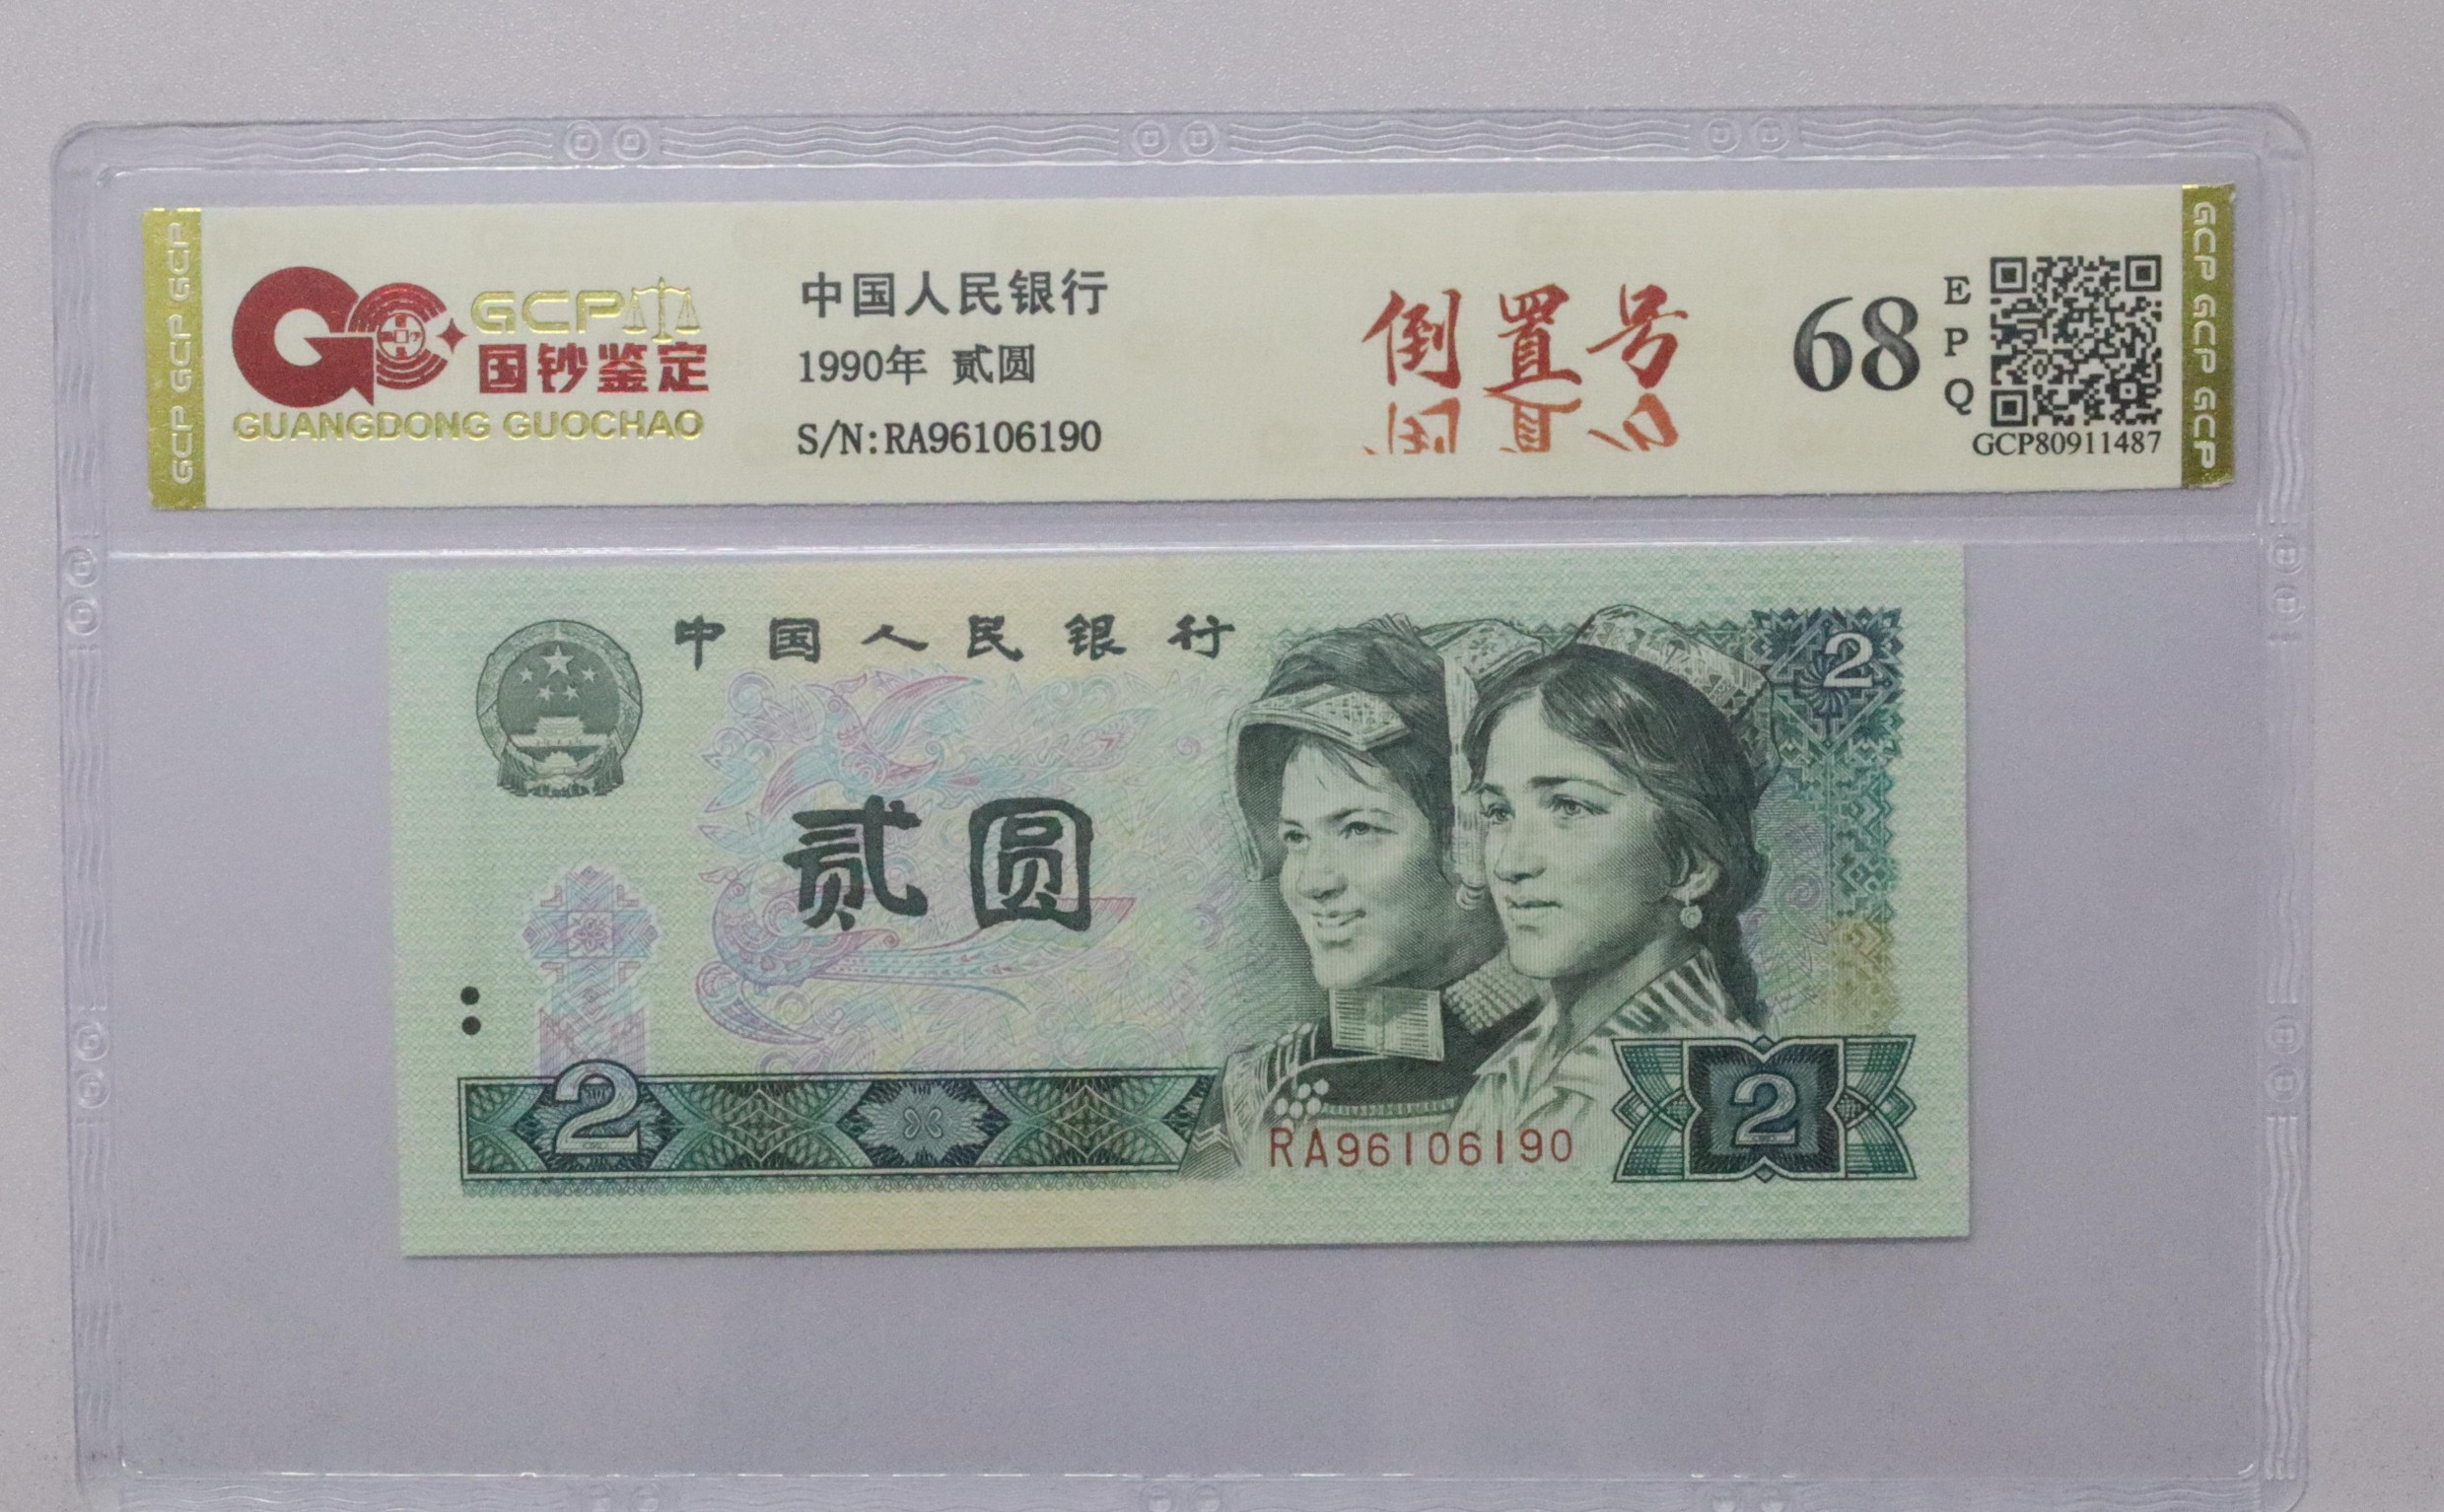 GCP
国钞鉴定
GUANGDONG GUOCHAO
中国人民银行
1990年 贰圆
S/N:RA96106190
倒置号
68
EPQ
GCP80911487
GCP GCP GCP
GCP GCP GCP
中国人民银行
2
贰圆
2
RA96106190
2